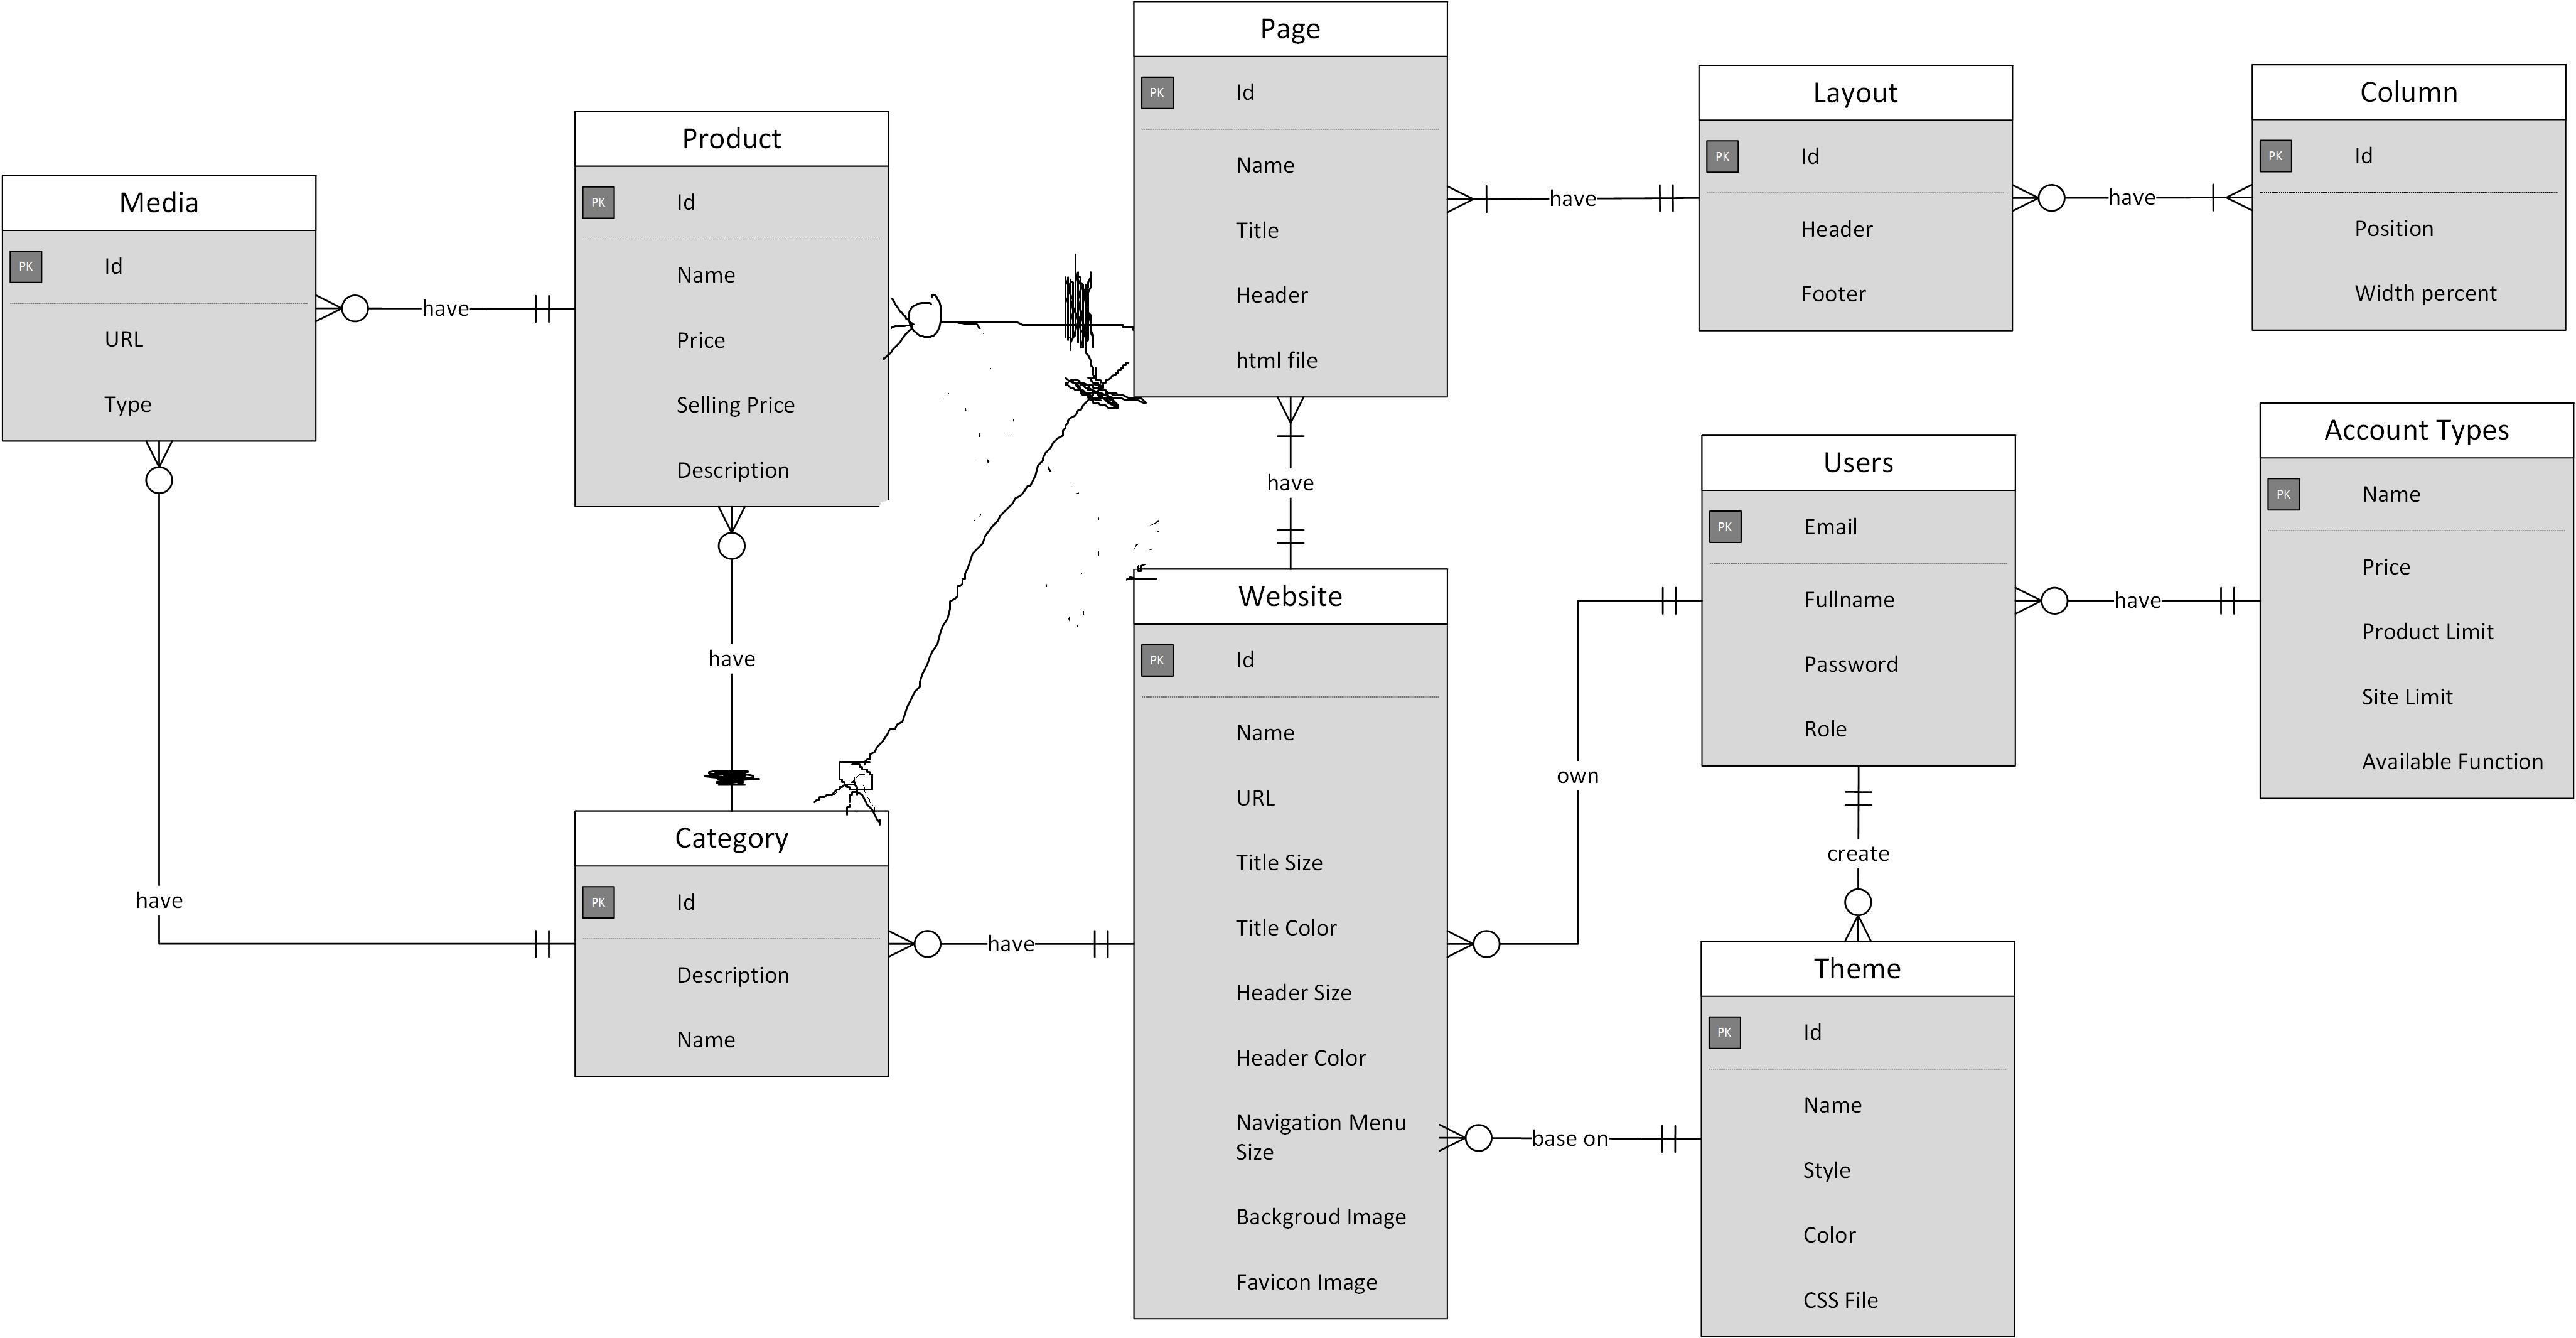 Page
PK Id
Name
Title
Header
html file
Layout
PK Id
Header
Footer
Column
PK Id
Position
Width percent
Product
PK Id
Name
Price
Selling Price
Description
Media
PK Id
URL
Type
have
have
have
have
have
have
have
Account Types
PK Name
Price
Product Limit
Site Limit
Available Function
Users
PK Email
Fullname
Password
Role
have
Website
PK Id
Name
URL
Title Size
Title Color
Header Size
Header Color
Navigation Menu
Size
Backgroud Image
Favicon Image
own
create
base on
Category
PK Id
Description
Name
Theme
PK Id
Name
Style
Color
CSS File